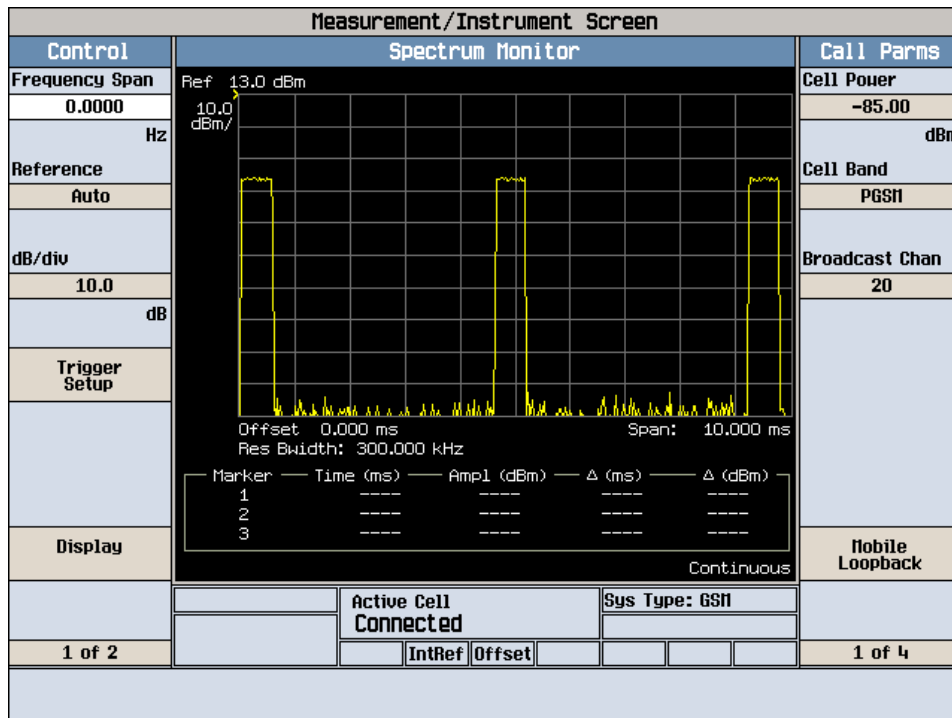 Measurement/Instrument Screen
Control
Frequency Span
0.0000
Hz
Reference
Auto
dB/div
10.0
dB
Trigger
Setup
Display
1 of 2
Spectrum Monitor
Ref 13.0 dBm
10.0
dBm/
Offset 0.000 ms
Span: 10.000 ms
Res Bwidth: 300.000 kHz
Marker Time (ms) Ampl (dBm) Δ (ms) Δ (dBm)
1 ---- ---- ---- ----
2 ---- ---- ---- ----
3 ---- ---- ---- ----
Continuous
Active Cell
Connected
Sys Type: GSM
IntRef Offset
Call Parms
Cell Power
-85.00
dBm
Cell Band
PGSM
Broadcast Chan
20
Mobile
Loopback
1 of 4